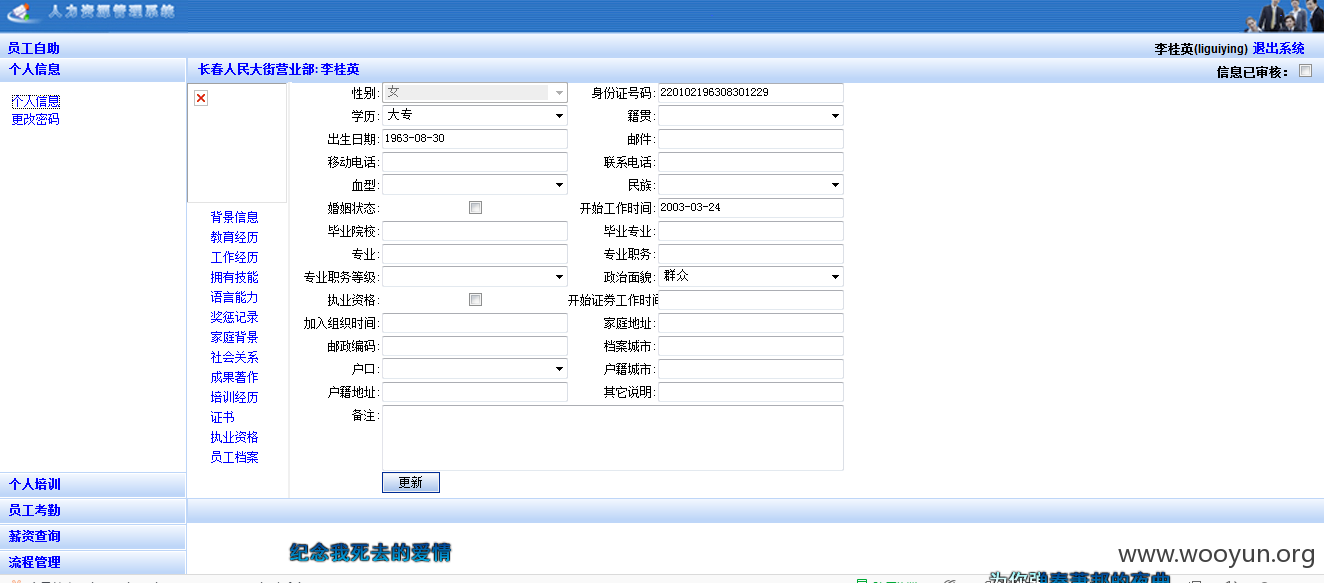 人力资源管理系统
员工自助
李桂英(liguiying) 退出系统
个人信息
长春人民大街营业部:李桂英
信息已审核:
个人信息
更改密码
性别: 女 身份证号码: 220102196308301229
学历: 大专 籍贯:
出生日期: 1963-08-30 邮件:
移动电话: 联系电话:
血型: 民族:
婚姻状态: 开始工作时间: 2003-03-24
毕业院校: 毕业专业:
专业: 专业职务:
专业职务等级: 政治面貌: 群众
执业资格: 开始证券工作时间
加入组织时间: 家庭地址:
邮政编码: 档案城市:
户口: 户籍城市:
户籍地址: 其它说明:
备注:
更新
背景信息
教育经历
工作经历
拥有技能
语言能力
奖惩记录
家庭背景
社会关系
成果著作
培训经历
证书
执业资格
员工档案
个人培训
员工考勤
薪资查询
流程管理
纪念我死去的爱情
www.wooyun.org